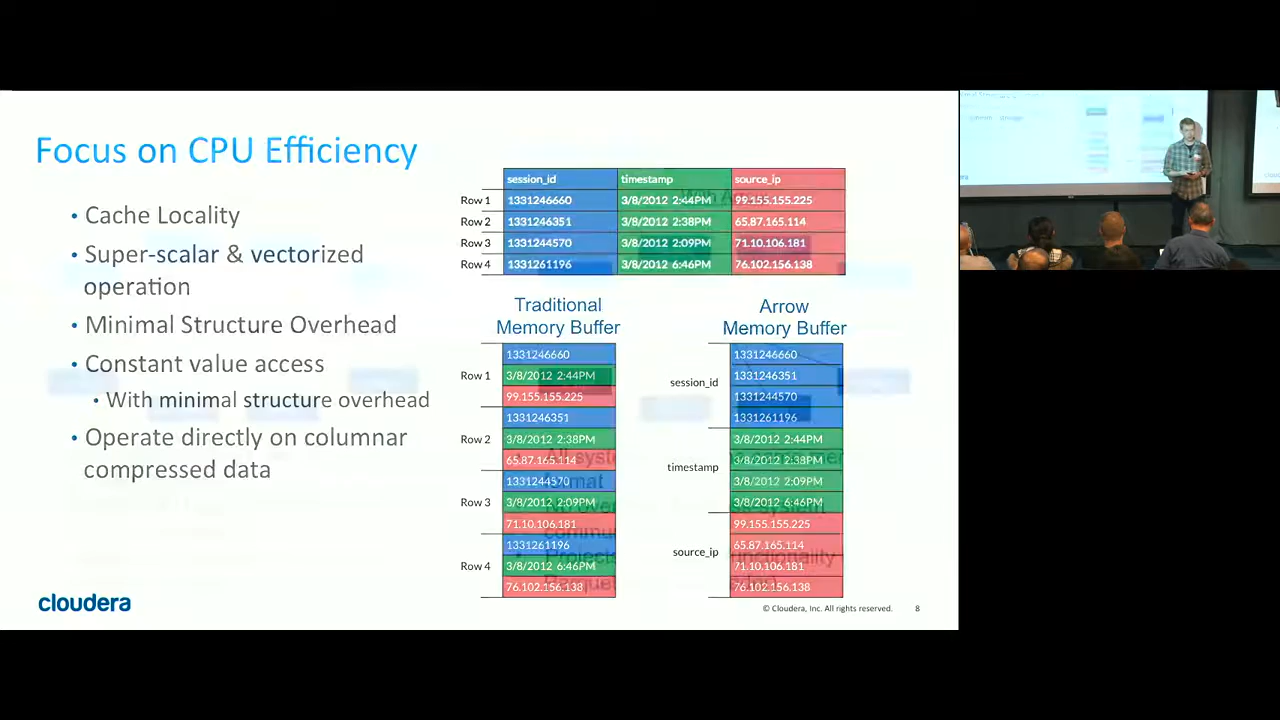 Focus on CPU Efficiency
• Cache Locality
• Super-scalar & vectorized
operation
• Minimal Structure Overhead
• Constant value access
• With minimal structure overhead
• Operate directly on columnar
compressed data
session_id timestamp source_ip
Row 1 1331246660 3/8/2012 2:44PM 99.155.155.225
Row 2 1331246351 3/8/2012 2:38PM 65.87.165.114
Row 3 1331244570 3/8/2012 2:09PM 71.10.106.181
Row 4 1331261196 3/8/2012 6:46PM 76.102.156.138
Traditional
Memory Buffer
Row 1
1331246660
3/8/2012 2:44PM
99.155.155.225
Row 2
1331246351
3/8/2012 2:38PM
65.87.165.114
Row 3
1331244570
3/8/2012 2:09PM
71.10.106.181
Row 4
1331261196
3/8/2012 6:46PM
76.102.156.138
Arrow
Memory Buffer
session_id
1331246660
1331246351
1331244570
1331261196
timestamp
3/8/2012 2:44PM
3/8/2012 2:38PM
3/8/2012 2:09PM
3/8/2012 6:46PM
source_ip
99.155.155.225
65.87.165.114
71.10.106.181
76.102.156.138
cloudera
© Cloudera, Inc. All rights reserved. 8